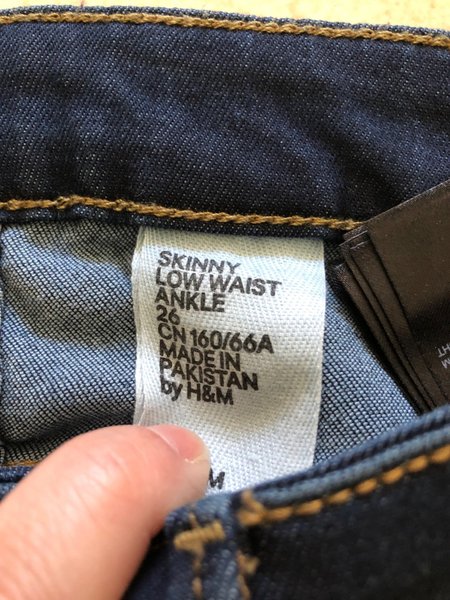 SKINNY
LOW WAIST
ANKLE
26
CN 160/66A
MADE IN
PAKISTAN
by H&M
M